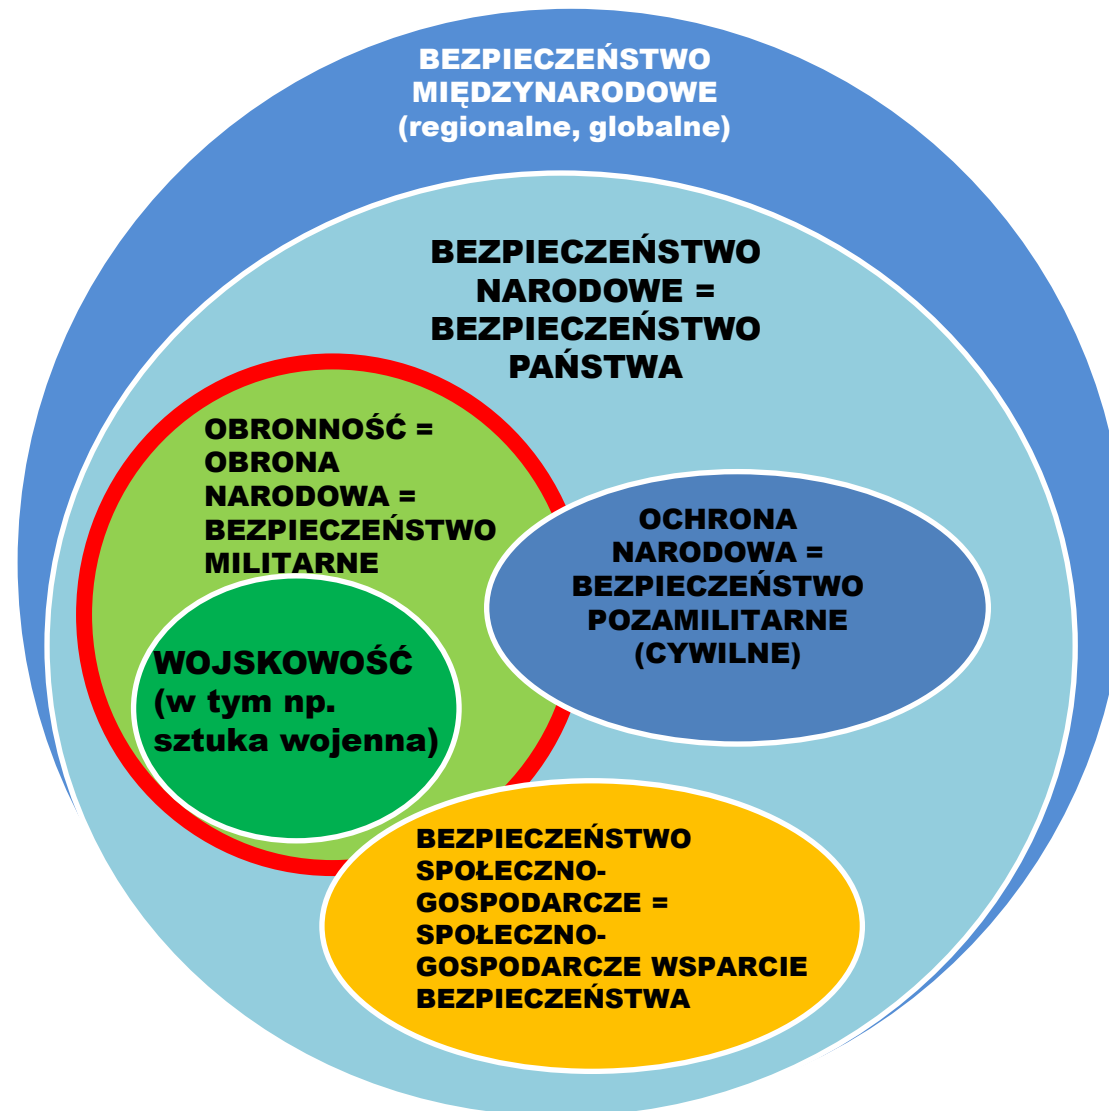 BEZPIECZEŃSTWO
MIĘDZYNARODOWE
(regionalne, globalne)
BEZPIECZEŃSTWO
NARODOWE =
BEZPIECZEŃSTWO
PAŃSTWA
OBRONNOŚĆ =
OBRONA
NARODOWA =
BEZPIECZEŃSTWO
MILITARNE
OCHRONA
NARODOWA =
BEZPIECZEŃSTWO
POZAMILITARNE
(CYWILNE)
WOJSKOWOŚĆ
(w tym np.
sztuka wojenna)
BEZPIECZEŃSTWO
SPOŁECZNO-
GOSPODARCZE =
SPOŁECZNO-
GOSPODARCZE WSPARCIE
BEZPIECZEŃSTWA